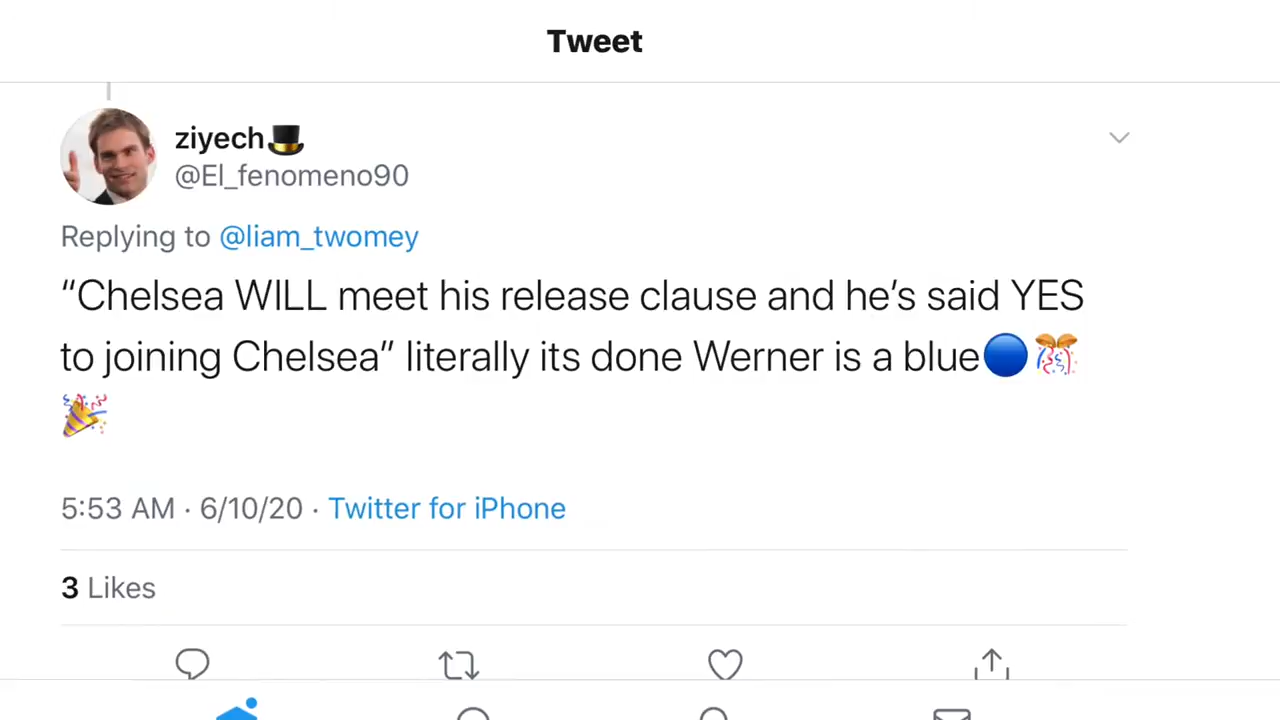 Tweet
ziyech🎩
@El_fenomeno90
Replying to @liam_twomey
“Chelsea WILL meet his release clause and he’s said YES
to joining Chelsea” literally its done Werner is a blue🔵🎊
🎉
5:53 AM · 6/10/20 · Twitter for iPhone
3 Likes